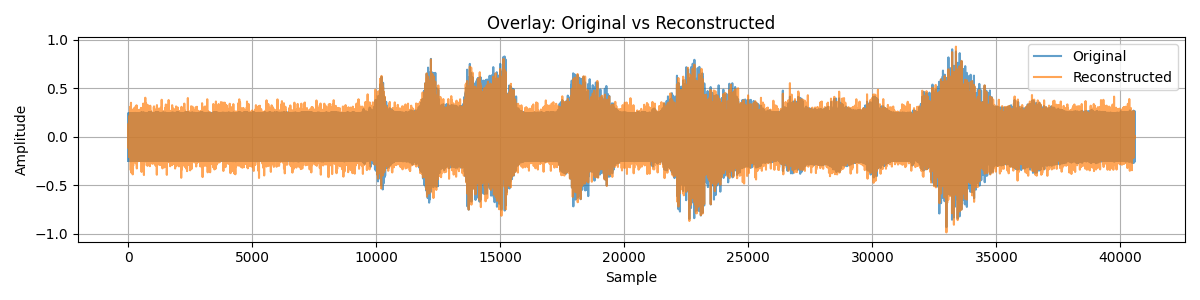 Overlay: Original vs Reconstructed
1.0
0.5
0.0
−0.5
−1.0
Amplitude
Original
Reconstructed
0
5000
10000
15000
20000
25000
30000
35000
40000
Sample